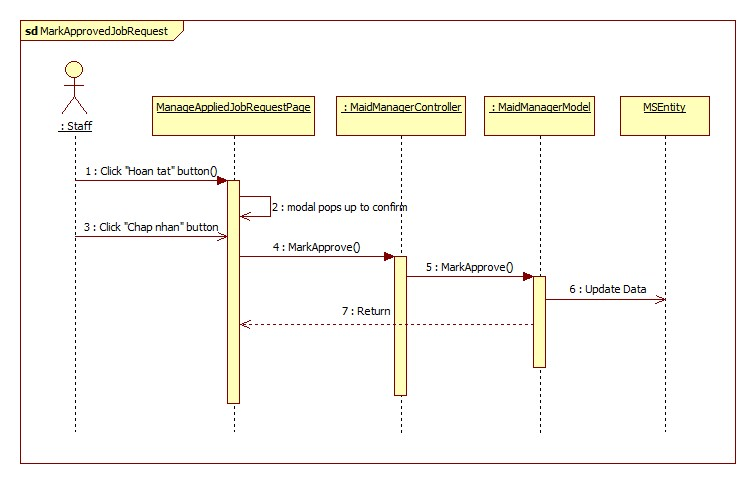 sd MarkApprovedJobRequest
: Staff
ManageAppliedJobRequestPage
: MaidManagerController
: MaidManagerModel
MSEntity
1 : Click "Hoan tat" button()
2 : modal pops up to confirm
3 : Click "Chap nhan" button
4 : MarkApprove()
5 : MarkApprove()
6 : Update Data
7 : Return